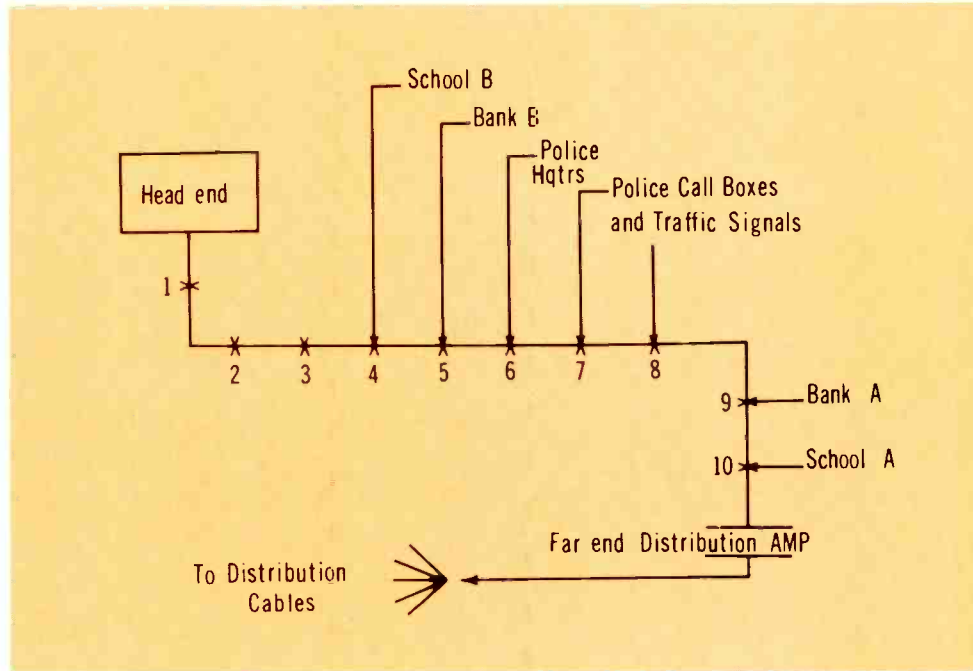 School B
Bank B
Police
Hqtrs
Police Call Boxes
and Traffic Signals
Head end
1
2
3
4
5
6
7
8
9
Bank A
10
School A
Far end Distribution AMP
To Distribution
Cables